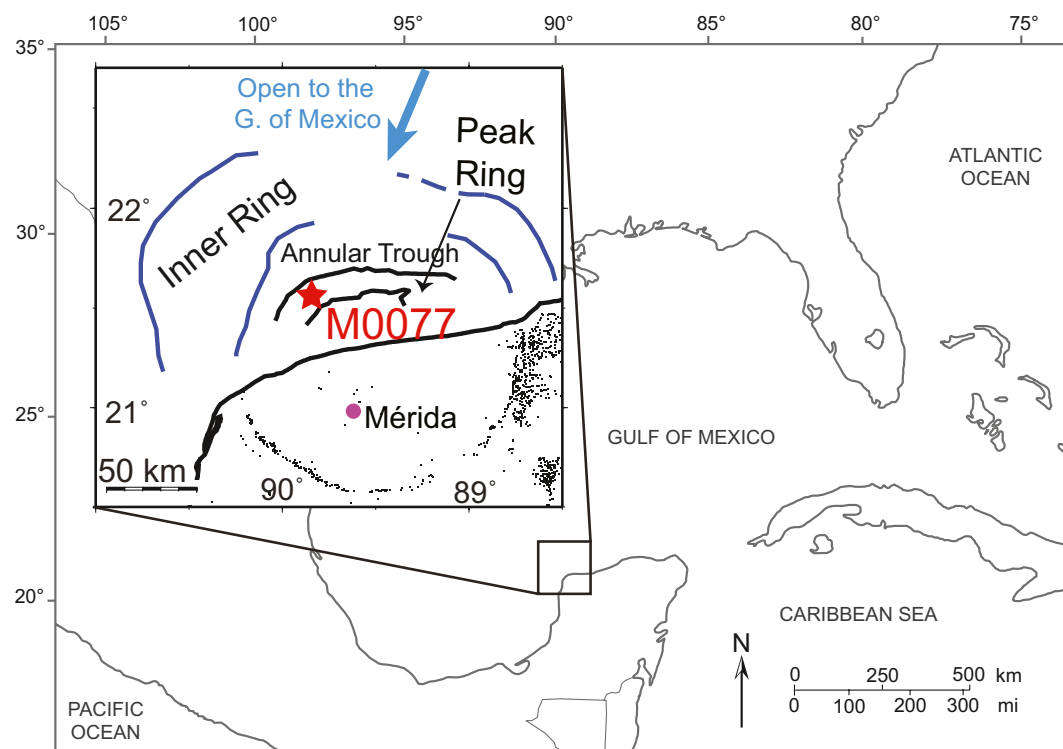 105° 100° 95° 90° 85° 80° 75°
35°
30°
25°
20°
Open to the
G. of Mexico
Peak
Ring
22°
Inner Ring
Annular Trough
M0077
21°
Mérida
50 km
90°
89°
ATLANTIC
OCEAN
GULF OF MEXICO
CARIBBEAN SEA
PACIFIC
OCEAN
N
0 250 500 km
0 100 200 300 mi